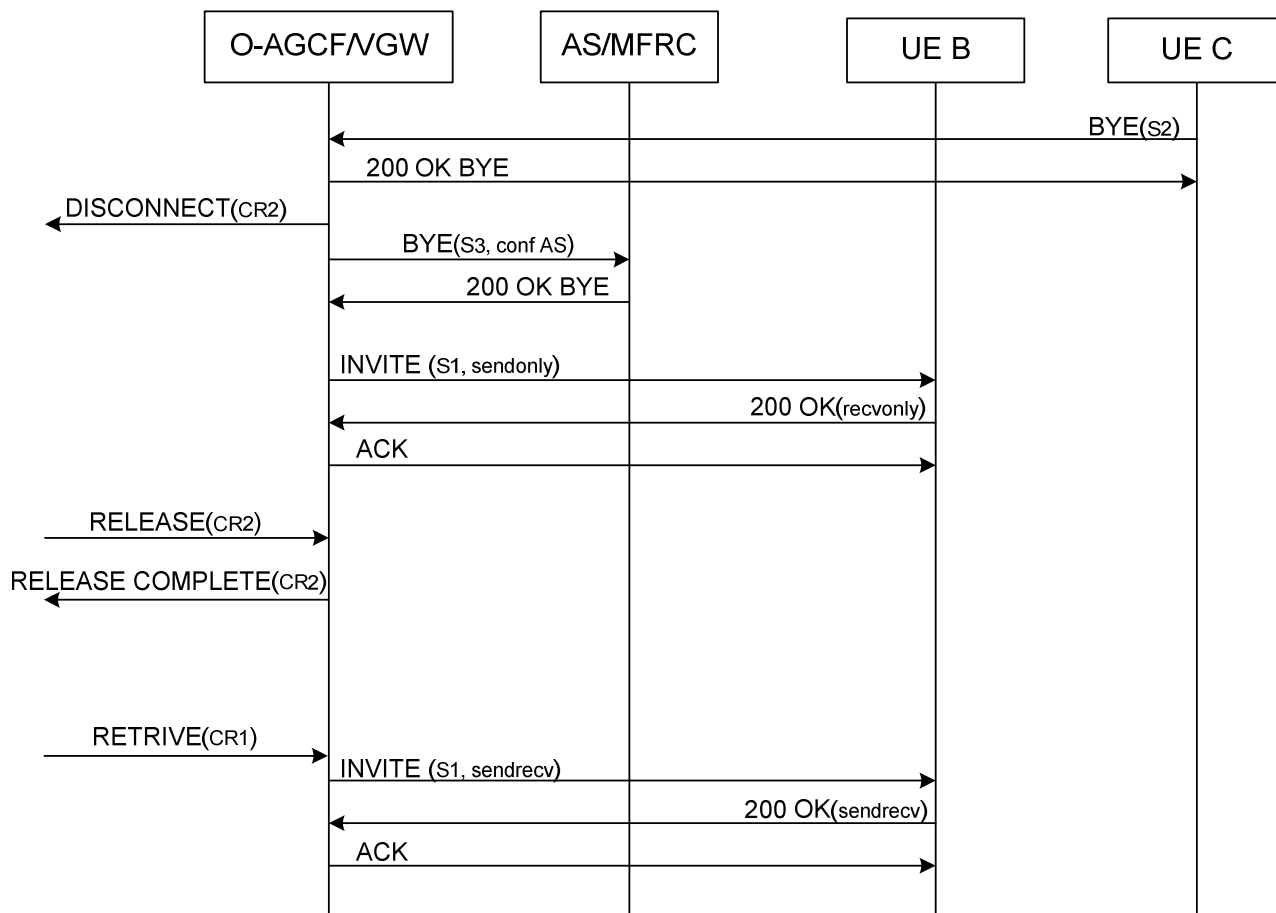 O-AGCF/VGW
AS/MFRC
UE B
UE C
BYE(S2)
200 OK BYE
DISCONNECT(CR2)
BYE(S3, conf AS)
200 OK BYE
INVITE (S1, sendonly)
200 OK(recvonly)
ACK
RELEASE(CR2)
RELEASE COMPLETE(CR2)
RETRIVE(CR1)
INVITE (S1, sendrecv)
200 OK(sendrecv)
ACK